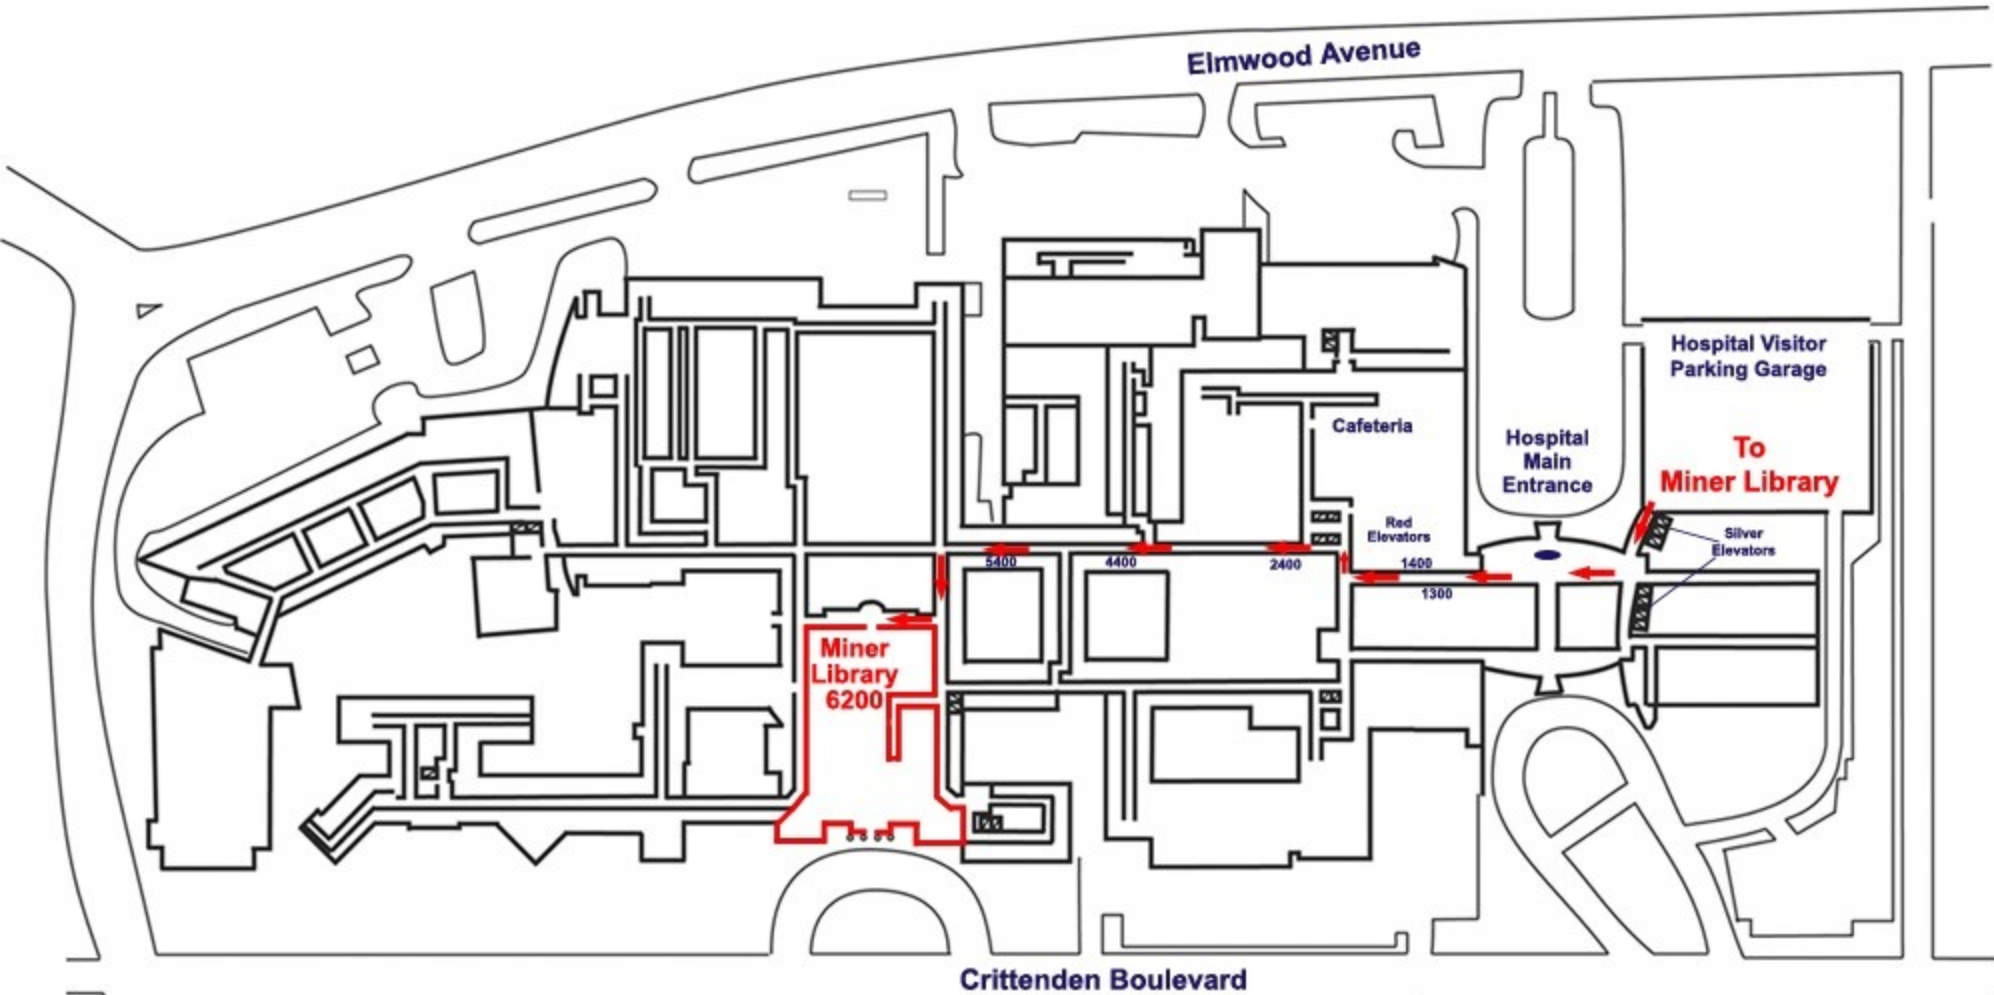 Elmwood Avenue
Hospital Visitor
Parking Garage
Cafeteria
Hospital
Main
Entrance
To
Miner Library
Red
Elevators
Silver
Elevators
5400
4400
2400
1400
1300
Miner
Library
6200
Crittenden Boulevard